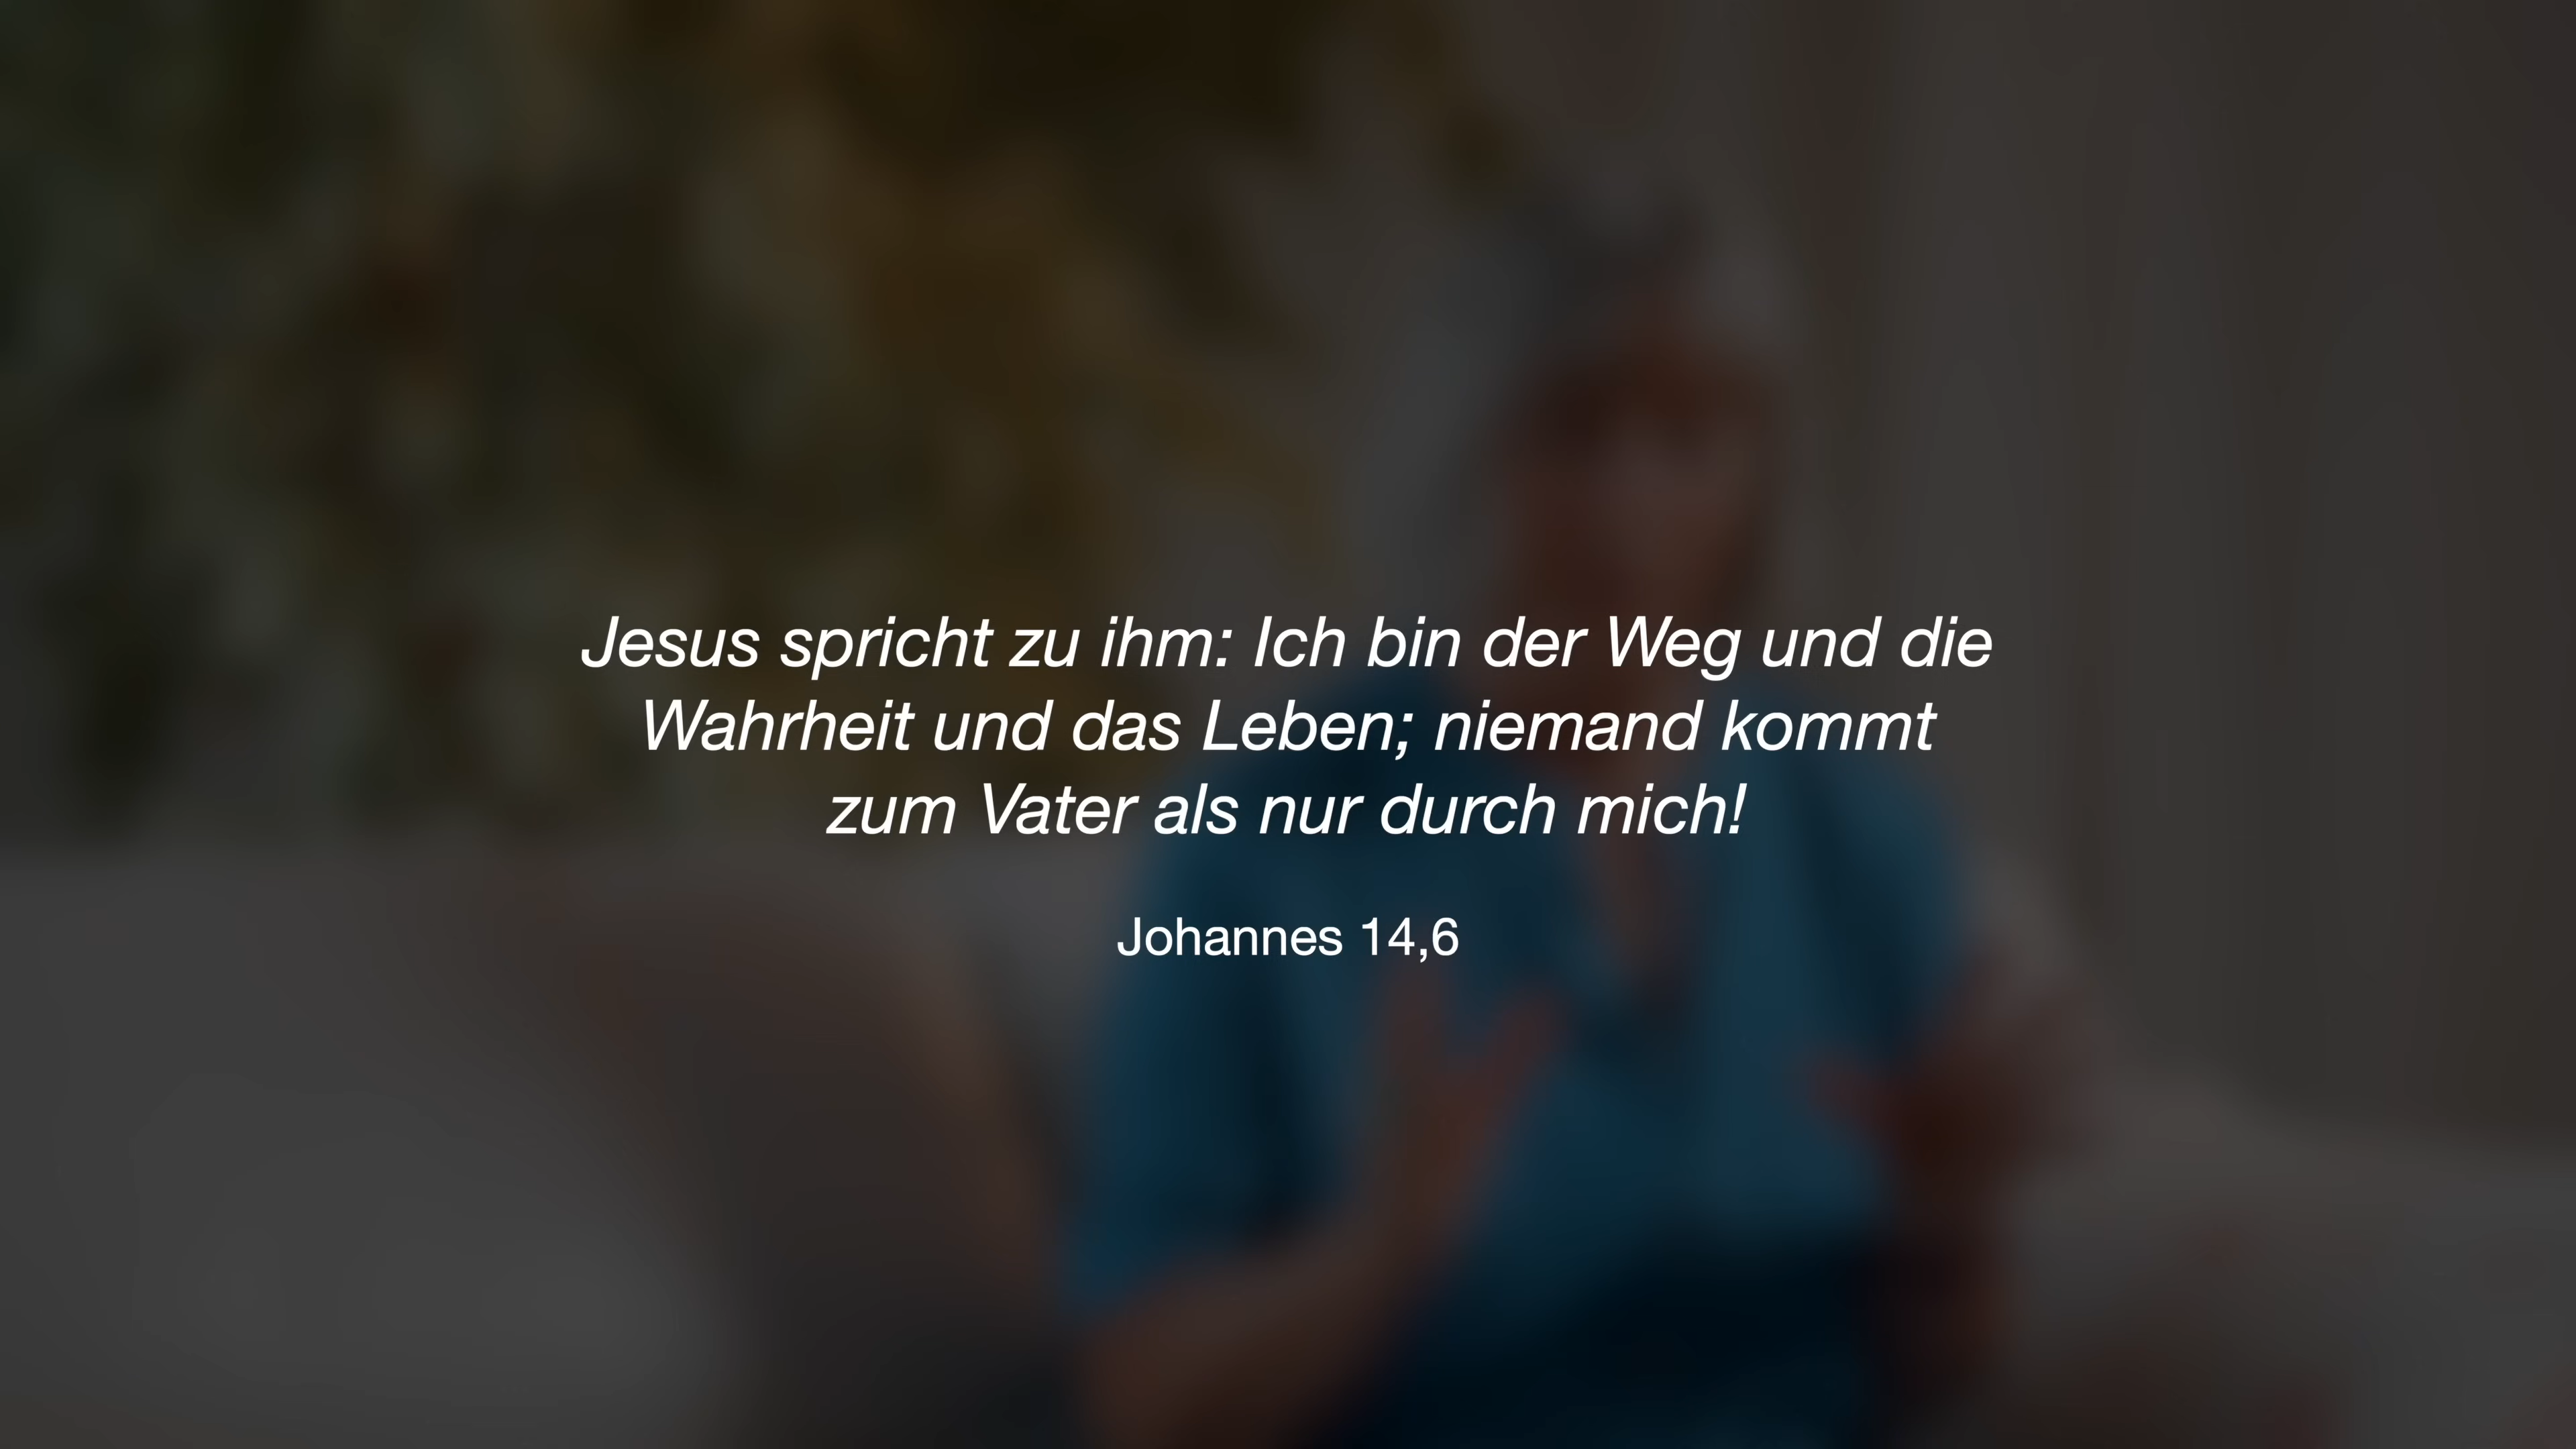 Jesus spricht zu ihm: Ich bin der Weg und die
Wahrheit und das Leben; niemand kommt
zum Vater als nur durch mich!
Johannes 14,6